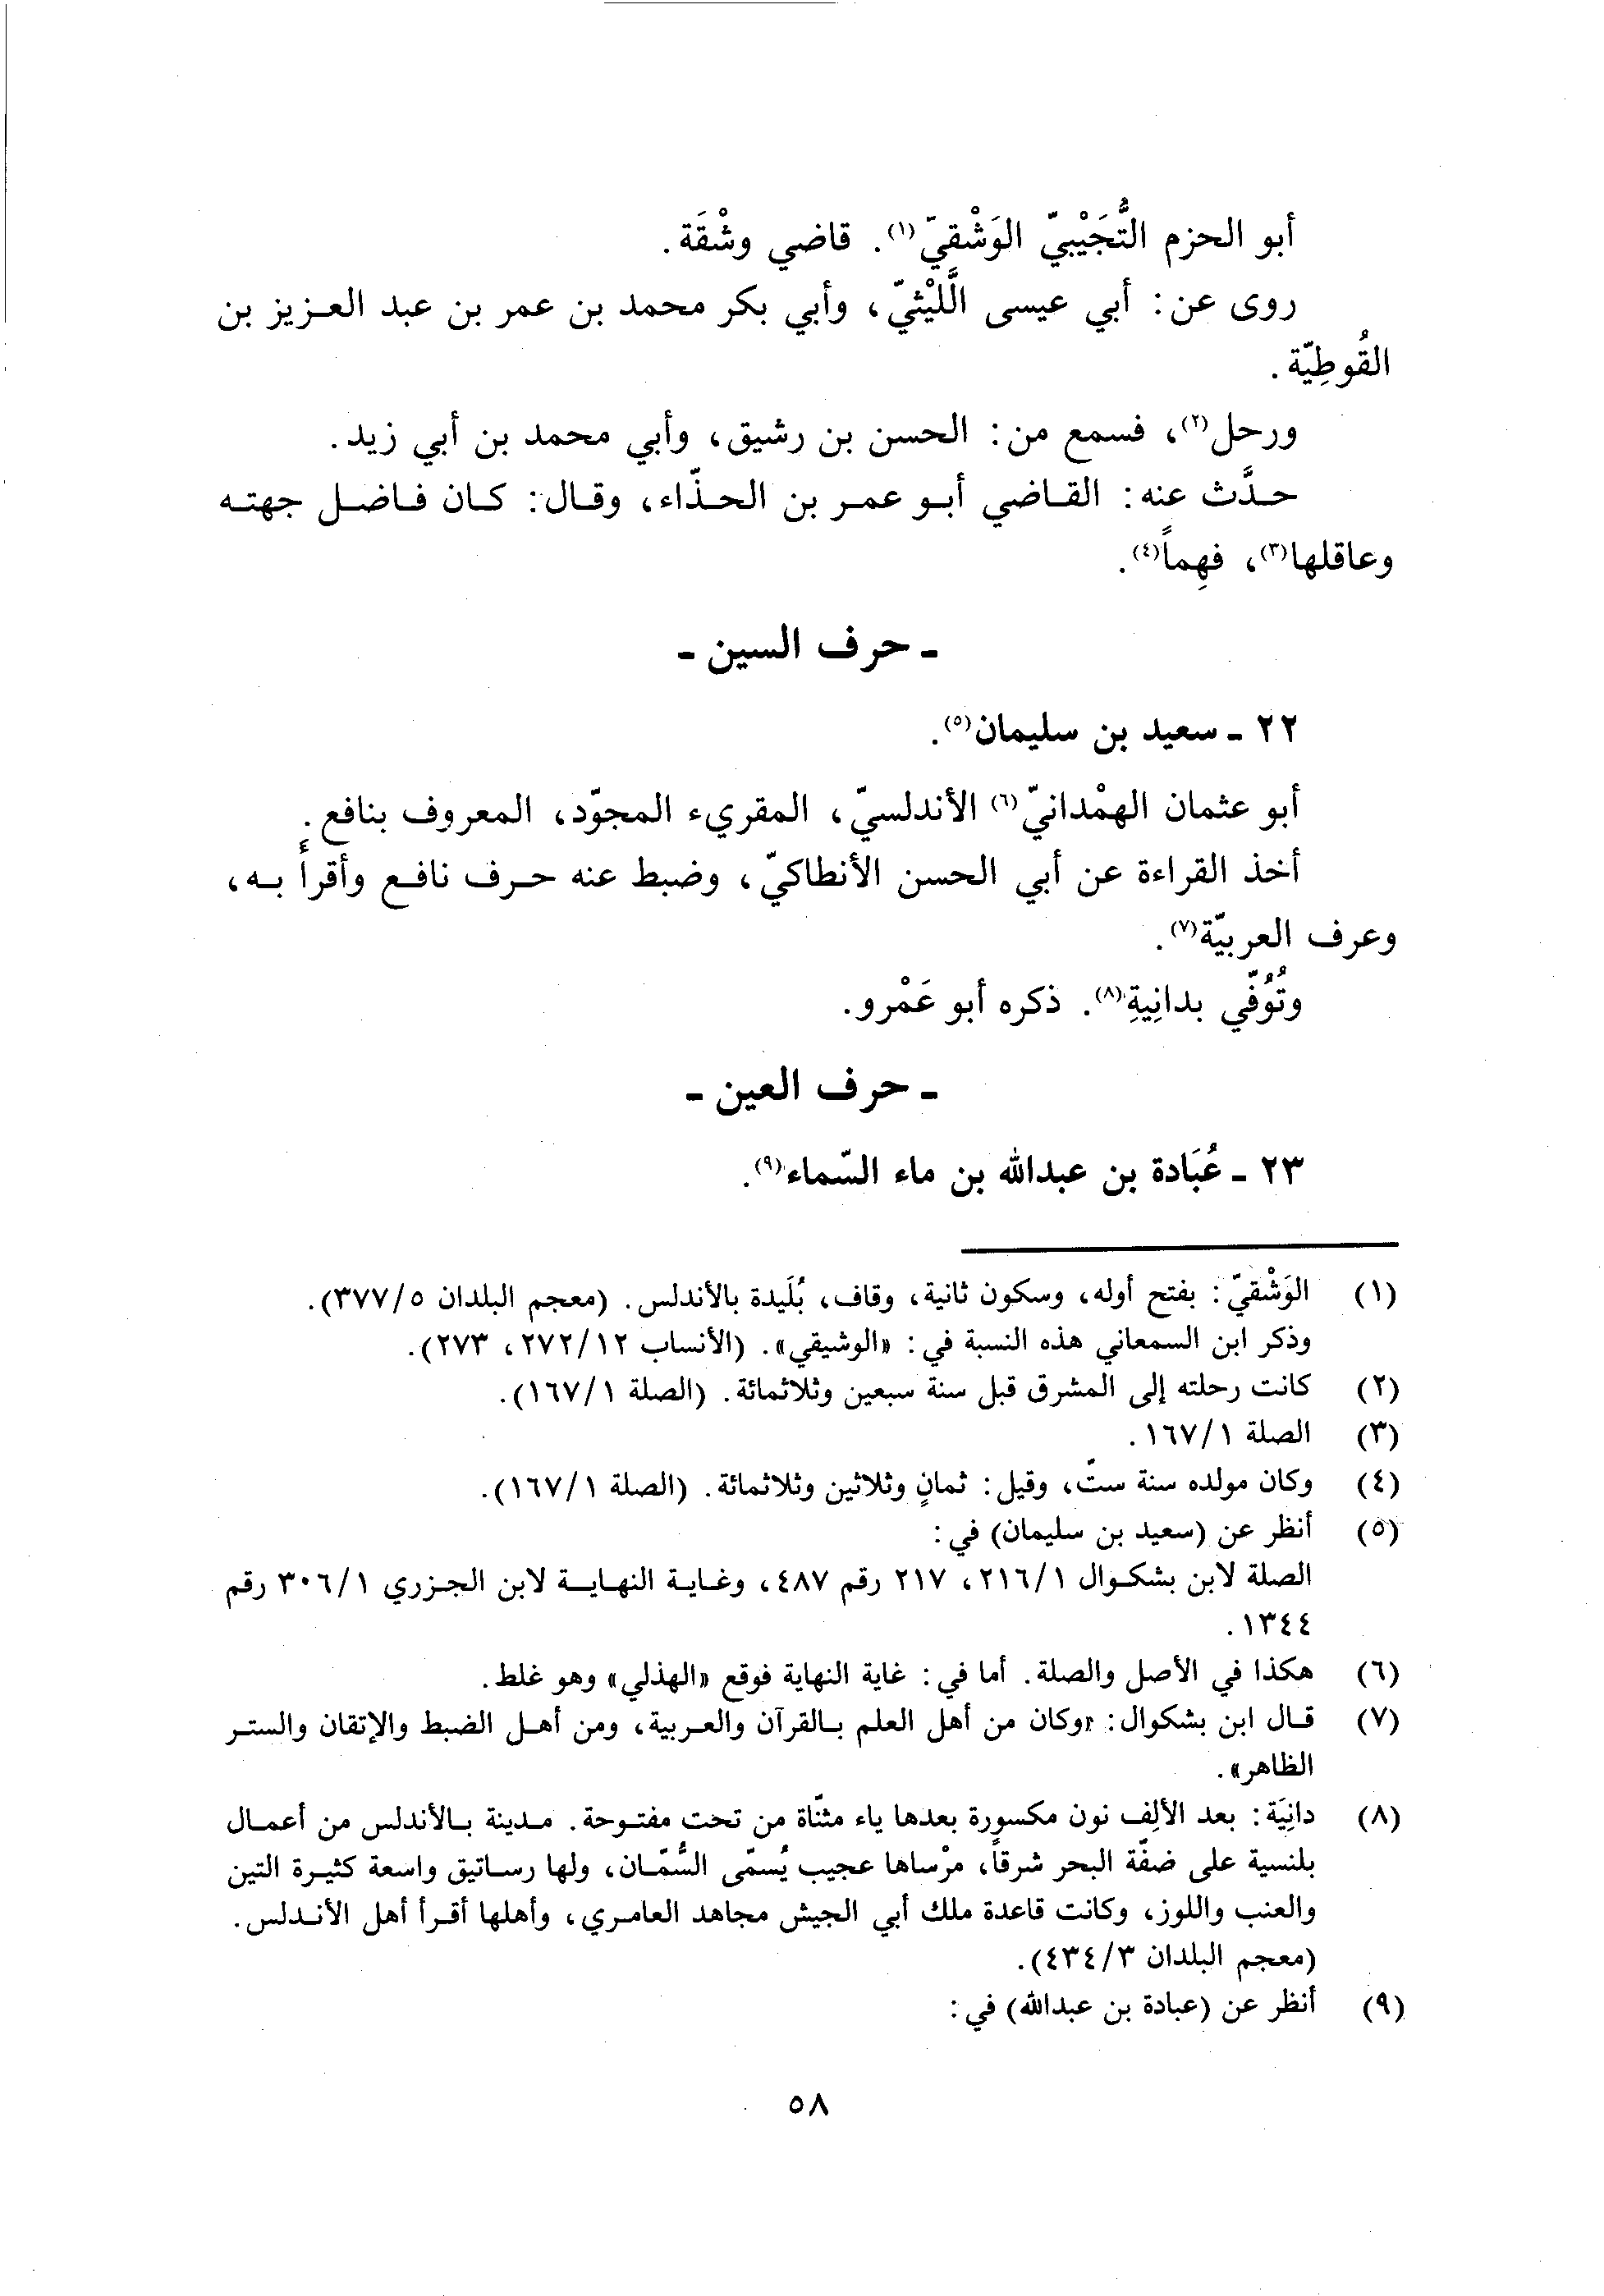 أبو الحزم التُّجَيْبيّ الوَشْقيّ(١). قاضي وشْقَة.
روى عن: أبي عيسى الَّليْثيّ، وأبي بكر محمد بن عمر بن عبد العزيز بن
القُوطِيّة.
ورحل(٢)، فسمع من: الحسن بن رشيق، وأبي محمد بن أبي زيد.
حدَّث عنه: القاضي أبو عمر بن الحذّاء، وقال: كان فاضل جهته
وعاقلها(٣)، فهِماً(٤).
ـ حرف السين ـ
٢٢ ـ سعيد بن سليمان(٥).
أبو عثمان الهمْدانيّ(٦) الأندلسيّ، المقريء المجوّد، المعروف بنافع.
أخذ القراءة عن أبي الحسن الأنطاكيّ، وضبط عنه حرف نافع وأقرأ به،
وعرف العربيّة(٧).
وتُوُفّي بدانِيةِ(٨). ذكره أبو عَمْرو.
ـ حرف العين ـ
٢٣ ـ عُبَادة بن عبدالله بن ماء السّماء(٩).
(١) الوَشْقيّ: بفتح أوله، وسكون ثانية، وقاف، بُلَيدة بالأندلس. (معجم البلدان ٣٧٧/٥).
وذكر ابن السمعاني هذه النسبة في: «الوشيقي». (الأنساب ٢٧٢/١٢، ٢٧٣).
(٢) كانت رحلته إلى المشرق قبل سنة سبعين وثلاثمائة. (الصلة ١٦٧/١).
(٣) الصلة ١٦٧/١.
(٤) وكان مولده سنة ستّ، وقيل: ثمانٍ وثلاثين وثلاثمائة. (الصلة ١٦٧/١).
(٥) أنظر عن (سعيد بن سليمان) في:
الصلة لابن بشكوال ٢١٦/١، ٢١٧ رقم ٤٨٧، وغاية النهاية لابن الجزري ٣٠٦/١ رقم
١٣٤٤.
(٦) هكذا في الأصل والصلة. أما في: غاية النهاية فوقع «الهذلي» وهو غلط.
(٧) قال ابن بشكوال: «وكان من أهل العلم بالقرآن والعربية، ومن أهل الضبط والإتقان والستر
الظاهر».
(٨) دانِيَة: بعد الألِف نون مكسورة بعدها ياء مثنّاة من تحت مفتوحة. مدينة بالأندلس من أعمال
بلنسية على ضفّة البحر شرقاً، مرْساها عجيب يُسمّى السُّمّان، ولها رساتيق واسعة كثيرة التين
والعنب واللوز، وكانت قاعدة ملك أبي الجيش مجاهد العامري، وأهلها أقرأ أهل الأندلس.
(معجم البلدان ٤٣٤/٣).
(٩) أنظر عن (عبادة بن عبدالله) في:
٥٨